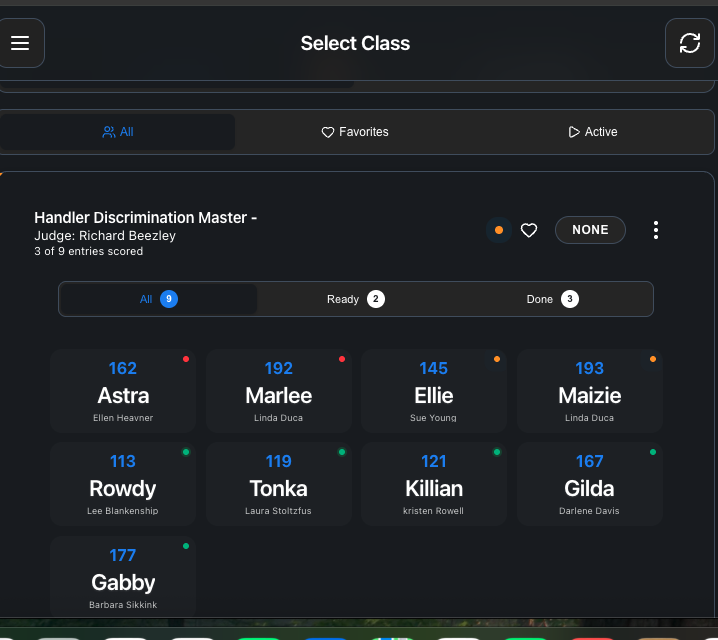 Select Class
All
Favorites
Active
Handler Discrimination Master -
Judge: Richard Beezley
3 of 9 entries scored
NONE
All 9
Ready 2
Done 3
162
Astra
Ellen Heavner
192
Marlee
Linda Duca
145
Ellie
Sue Young
193
Maizie
Linda Duca
113
Rowdy
Lee Blankenship
119
Tonka
Laura Stoltzfus
121
Killian
kristen Rowell
167
Gilda
Darlene Davis
177
Gabby
Barbara Sikkink